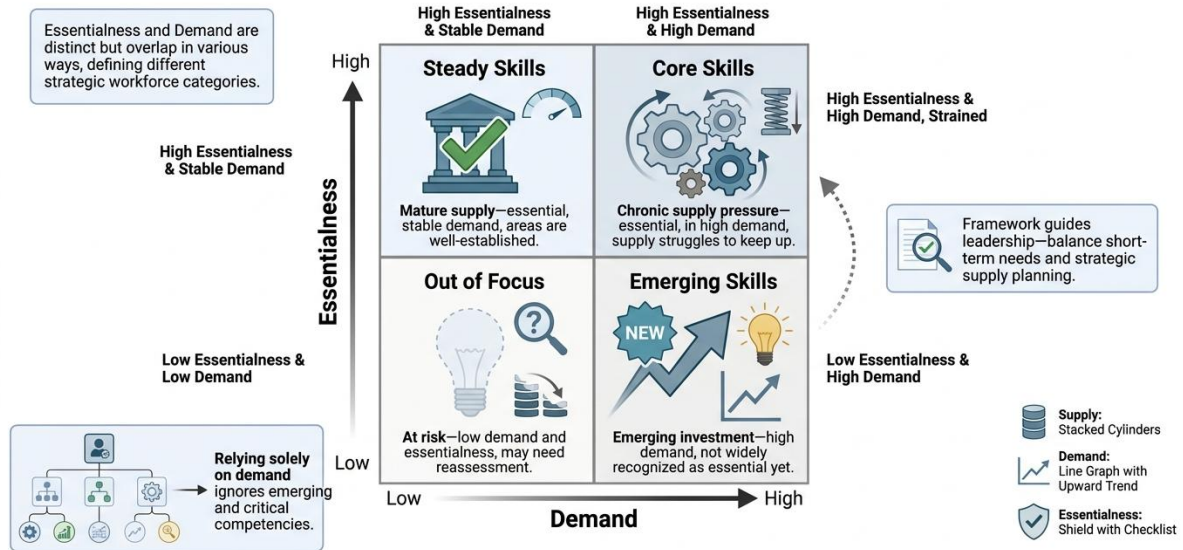 Essentialness and Demand are
distinct but overlap in various
ways, defining different
strategic workforce categories.
High Essentialness
& Stable Demand
High Essentialness
& High Demand
High
Steady Skills
Core Skills
High Essentialness &
High Demand, Strained
High Essentialness
& Stable Demand
Essentialness
Mature supply—essential,
stable demand, areas are
well-established.
Chronic supply pressure—
essential, in high demand,
supply struggles to keep up.
Framework guides
leadership—balance short-
term needs and strategic
supply planning.
Out of Focus
Emerging Skills
?
NEW
Low Essentialness &
Low Demand
Low Essentialness &
High Demand
At risk—low demand and
essentialness, may need
reassessment.
Emerging investment—high
demand, not widely
recognized as essential yet.
Low
Low
High
Demand
Relying solely
on demand
ignores emerging
and critical
competencies.
Supply:
Stacked Cylinders
Demand:
Line Graph with
Upward Trend
Essentialness:
Shield with Checklist